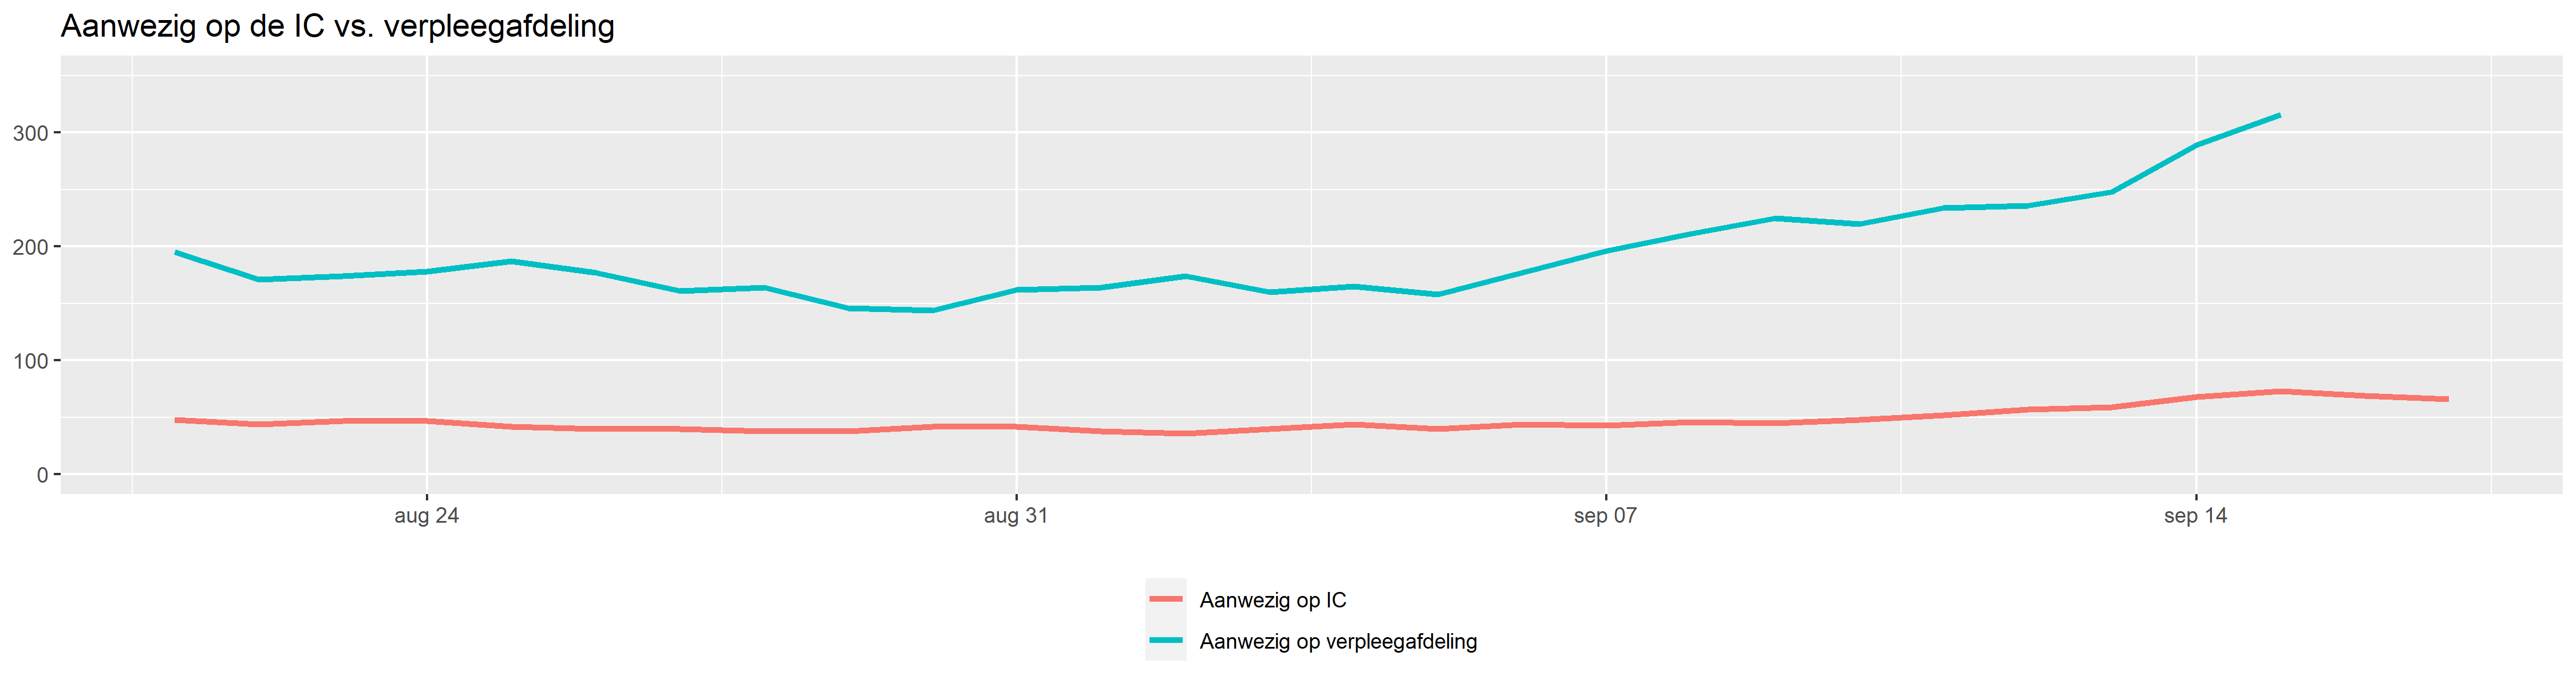 Aanwezig op de IC vs. verpleegafdeling
300
200
100
0
aug 24 aug 31 sep 07 sep 14
Aanwezig op IC
Aanwezig op verpleegafdeling